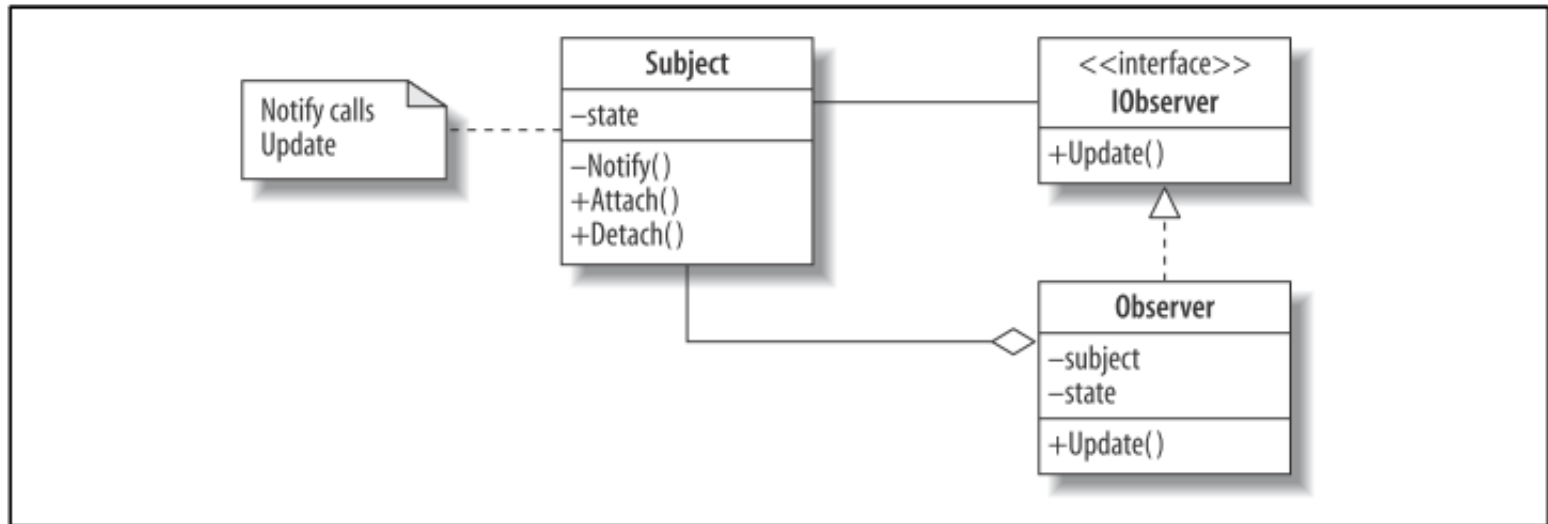 Notify calls
Update
Subject
–state
–Notify()
+Attach()
+Detach()
<<interface>>
IObserver
+Update()
Observer
–subject
–state
+Update()